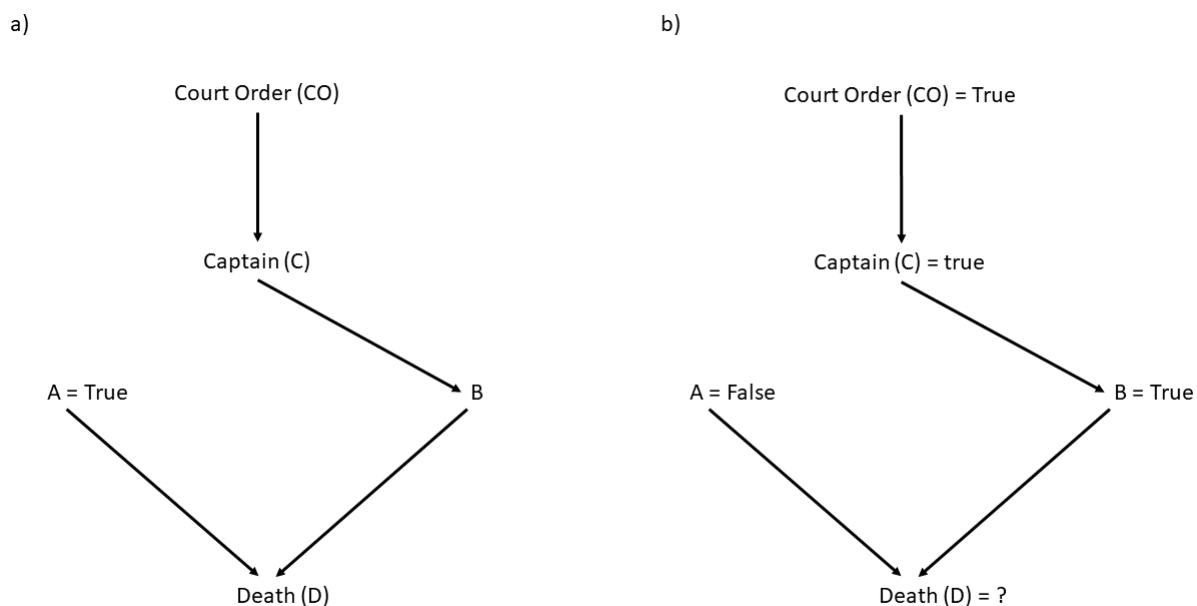 a)
Court Order (CO)
Captain (C)
A = True
B
Death (D)
b)
Court Order (CO) = True
Captain (C) = true
A = False
B = True
Death (D) = ?